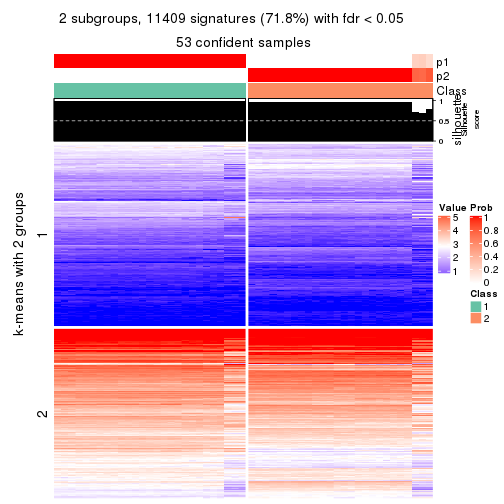 2 subgroups, 11409 signatures (71.8%) with fdr < 0.05
53 confident samples
p1
p2
Class
1
0.5
0
silhouette
Silhouette
score
k-means with 2 groups
1
2
Value
5
4
3
2
1
Prob
1
0.8
0.6
0.4
0.2
0
Class
1
2